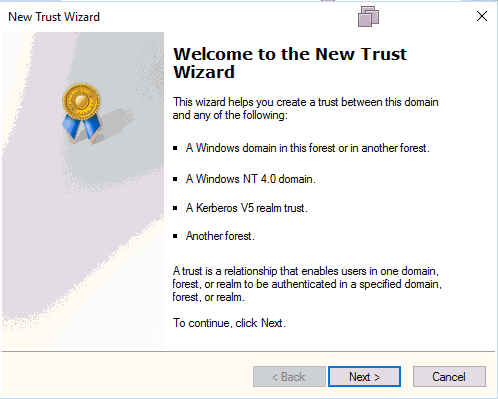 New Trust Wizard
Welcome to the New Trust
Wizard
This wizard helps you create a trust between this domain
and any of the following:
▪ A Windows domain in this forest or in another forest.
▪ A Windows NT 4.0 domain.
▪ A Kerberos V5 realm trust.
▪ Another forest.
A trust is a relationship that enables users in one domain,
forest, or realm to be authenticated in a specified domain,
forest, or realm.
To continue, click Next.
< Back
Next >
Cancel